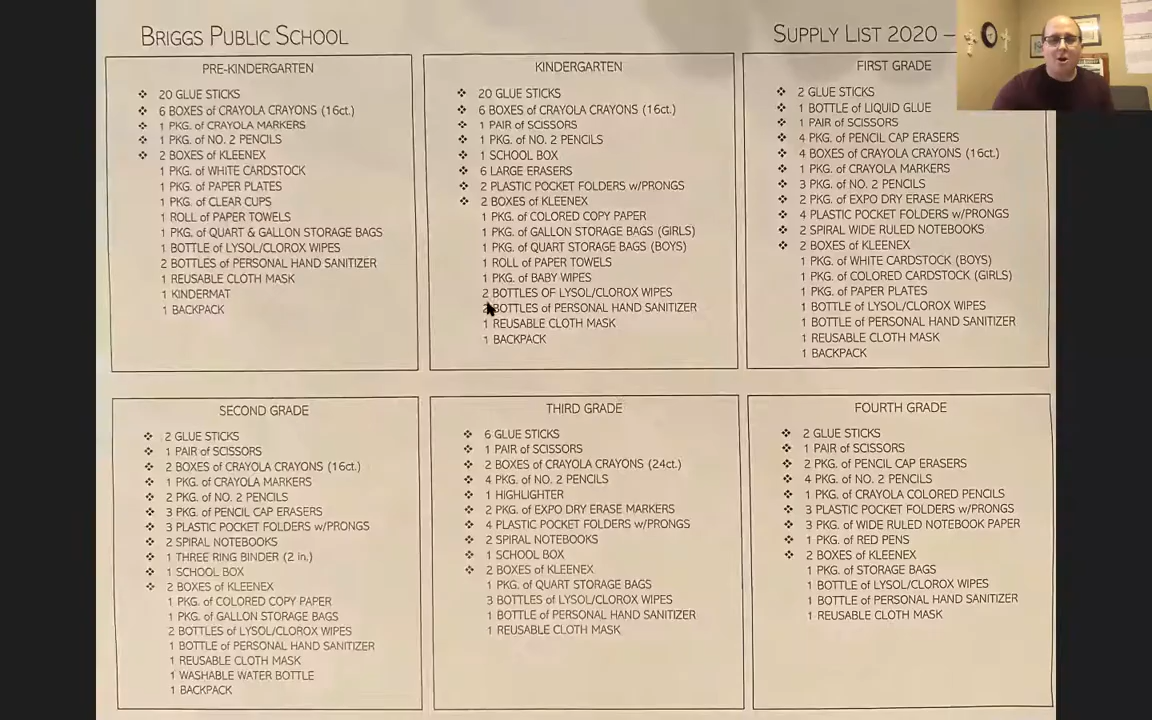 BRIGGS PUBLIC SCHOOL
SUPPLY LIST 2020 –
PRE-KINDERGARTEN
❖ 20 GLUE STICKS
❖ 6 BOXES of CRAYOLA CRAYONS (16ct.)
❖ 1 PKG. of CRAYOLA MARKERS
❖ 1 PKG. of NO. 2 PENCILS
❖ 2 BOXES of KLEENEX
1 PKG. of WHITE CARDSTOCK
1 PKG. of PAPER PLATES
1 PKG. of CLEAR CUPS
1 ROLL of PAPER TOWELS
1 PKG. of QUART & GALLON STORAGE BAGS
1 BOTTLE of LYSOL/CLOROX WIPES
2 BOTTLES of PERSONAL HAND SANITIZER
1 REUSABLE CLOTH MASK
1 KINDERMAT
1 BACKPACK
KINDERGARTEN
❖ 20 GLUE STICKS
❖ 6 BOXES of CRAYOLA CRAYONS (16ct.)
❖ 1 PAIR of SCISSORS
❖ 1 PKG. of NO. 2 PENCILS
❖ 1 SCHOOL BOX
❖ 6 LARGE ERASERS
❖ 2 PLASTIC POCKET FOLDERS w/PRONGS
❖ 2 BOXES of KLEENEX
1 PKG. of COLORED COPY PAPER
1 PKG. of GALLON STORAGE BAGS (GIRLS)
1 PKG. of QUART STORAGE BAGS (BOYS)
1 ROLL of PAPER TOWELS
1 PKG. of BABY WIPES
2 BOTTLES OF LYSOL/CLOROX WIPES
BOTTLES of PERSONAL HAND SANITIZER
1 REUSABLE CLOTH MASK
1 BACKPACK
FIRST GRADE
❖ 2 GLUE STICKS
❖ 1 BOTTLE of LIQUID GLUE
❖ 1 PAIR of SCISSORS
❖ 4 PKG. of PENCIL CAP ERASERS
❖ 4 BOXES of CRAYOLA CRAYONS (16ct.)
❖ 1 PKG. of CRAYOLA MARKERS
❖ 3 PKG. of NO. 2 PENCILS
❖ 2 PKG. of EXPO DRY ERASE MARKERS
❖ 4 PLASTIC POCKET FOLDERS w/PRONGS
❖ 2 SPIRAL WIDE RULED NOTEBOOKS
❖ 2 BOXES of KLEENEX
1 PKG. of WHITE CARDSTOCK (BOYS)
1 PKG. of COLORED CARDSTOCK (GIRLS)
1 PKG. of PAPER PLATES
1 BOTTLE of LYSOL/CLOROX WIPES
1 BOTTLE of PERSONAL HAND SANITIZER
1 REUSABLE CLOTH MASK
1 BACKPACK
SECOND GRADE
❖ 2 GLUE STICKS
❖ 1 PAIR of SCISSORS
❖ 2 BOXES of CRAYOLA CRAYONS (16ct.)
❖ 1 PKG. of CRAYOLA MARKERS
❖ 2 PKG. of NO. 2 PENCILS
❖ 3 PKG. of PENCIL CAP ERASERS
❖ 3 PLASTIC POCKET FOLDERS w/PRONGS
❖ 2 SPIRAL NOTEBOOKS
❖ 1 THREE RING BINDER (2 in.)
❖ 1 SCHOOL BOX
❖ 2 BOXES of KLEENEX
1 PKG. of COLORED COPY PAPER
1 PKG. of GALLON STORAGE BAGS
2 BOTTLES of LYSOL/CLOROX WIPES
1 BOTTLE of PERSONAL HAND SANITIZER
1 REUSABLE CLOTH MASK
1 WASHABLE WATER BOTTLE
1 BACKPACK
THIRD GRADE
❖ 6 GLUE STICKS
❖ 1 PAIR of SCISSORS
❖ 2 BOXES of CRAYOLA CRAYONS (24ct.)
❖ 4 PKG. of NO. 2 PENCILS
❖ 1 HIGHLIGHTER
❖ 2 PKG. of EXPO DRY ERASE MARKERS
❖ 4 PLASTIC POCKET FOLDERS w/PRONGS
❖ 2 SPIRAL NOTEBOOKS
❖ 1 SCHOOL BOX
❖ 2 BOXES of KLEENEX
1 PKG. of QUART STORAGE BAGS
3 BOTTLES of LYSOL/CLOROX WIPES
1 BOTTLE of PERSONAL HAND SANITIZER
1 REUSABLE CLOTH MASK
FOURTH GRADE
❖ 2 GLUE STICKS
❖ 1 PAIR of SCISSORS
❖ 2 PKG. of PENCIL CAP ERASERS
❖ 4 PKG. of NO. 2 PENCILS
❖ 1 PKG. of CRAYOLA COLORED PENCILS
❖ 3 PLASTIC POCKET FOLDERS w/PRONGS
❖ 3 PKG. of WIDE RULED NOTEBOOK PAPER
❖ 1 PKG. of RED PENS
❖ 2 BOXES of KLEENEX
1 PKG. of STORAGE BAGS
1 BOTTLE of LYSOL/CLOROX WIPES
1 BOTTLE of PERSONAL HAND SANITIZER
1 REUSABLE CLOTH MASK